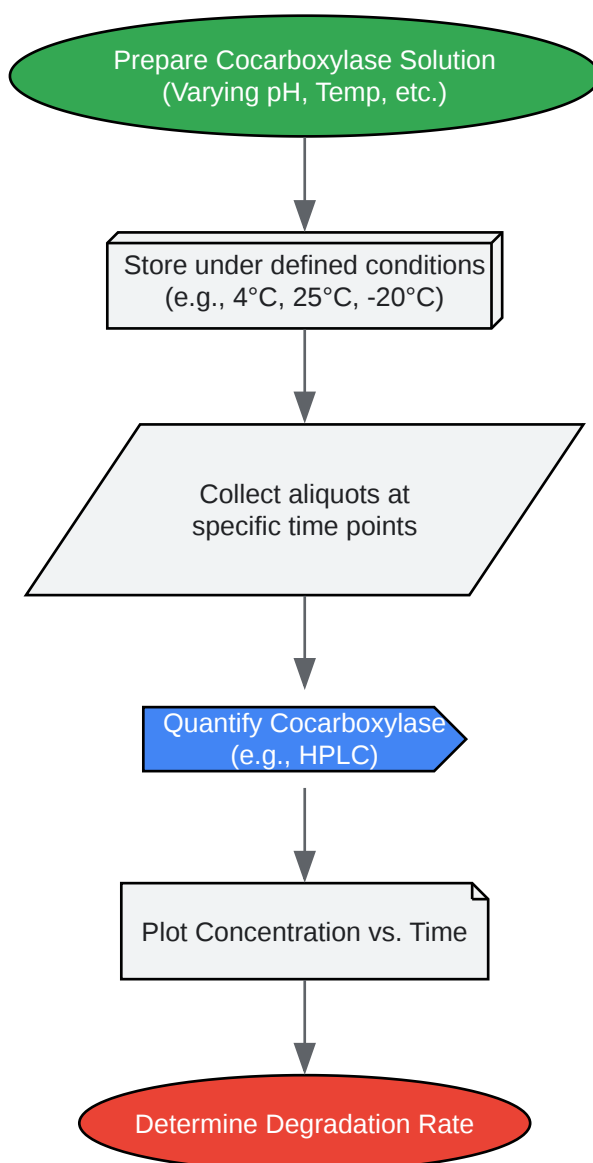 Prepare Cocarboxylase Solution
(Varying pH, Temp, etc.)
Store under defined conditions
(e.g., 4°C, 25°C, -20°C)
Collect aliquots at
specific time points
Quantify Cocarboxylase
(e.g., HPLC)
Plot Concentration vs. Time
Determine Degradation Rate